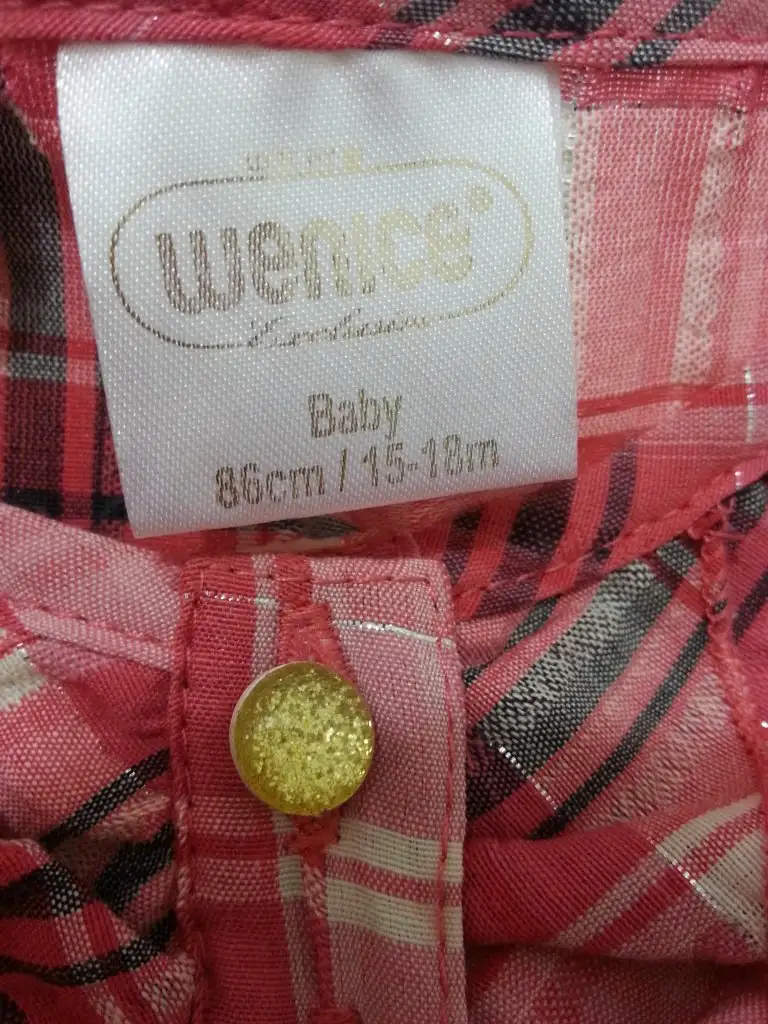 wenice
Baby
86cm / 15-18m